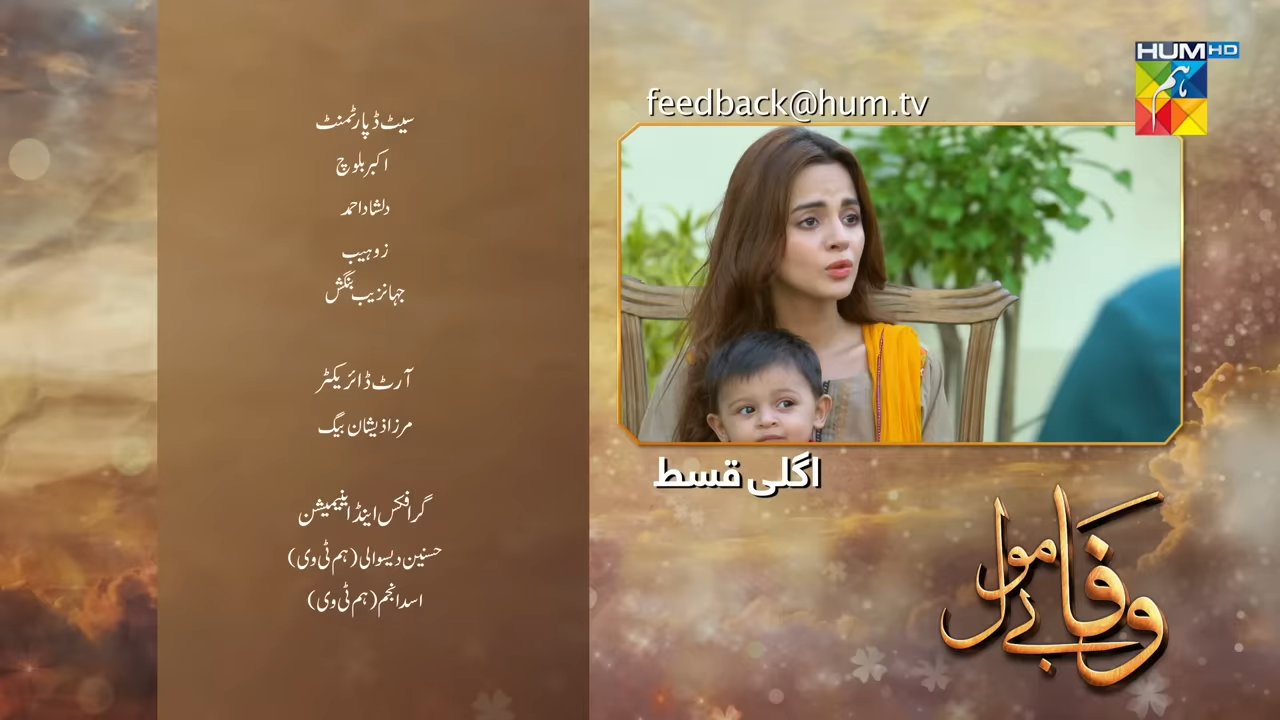 سیٹ ڈپارٹمنٹ
اکبر بلوچ
دلشاد احمد
زوہیب
جہانزیب بنگش
آرٹ ڈائریکٹر
مرزا ذیشان بیگ
گرافکس اینڈ اینیمیشن
حسنین دیسوالی (ہم ٹی وی)
اسد انجم (ہم ٹی وی)
HUM HD
ہم
feedback@hum.tv
اگلی قسط
وفا بے مول